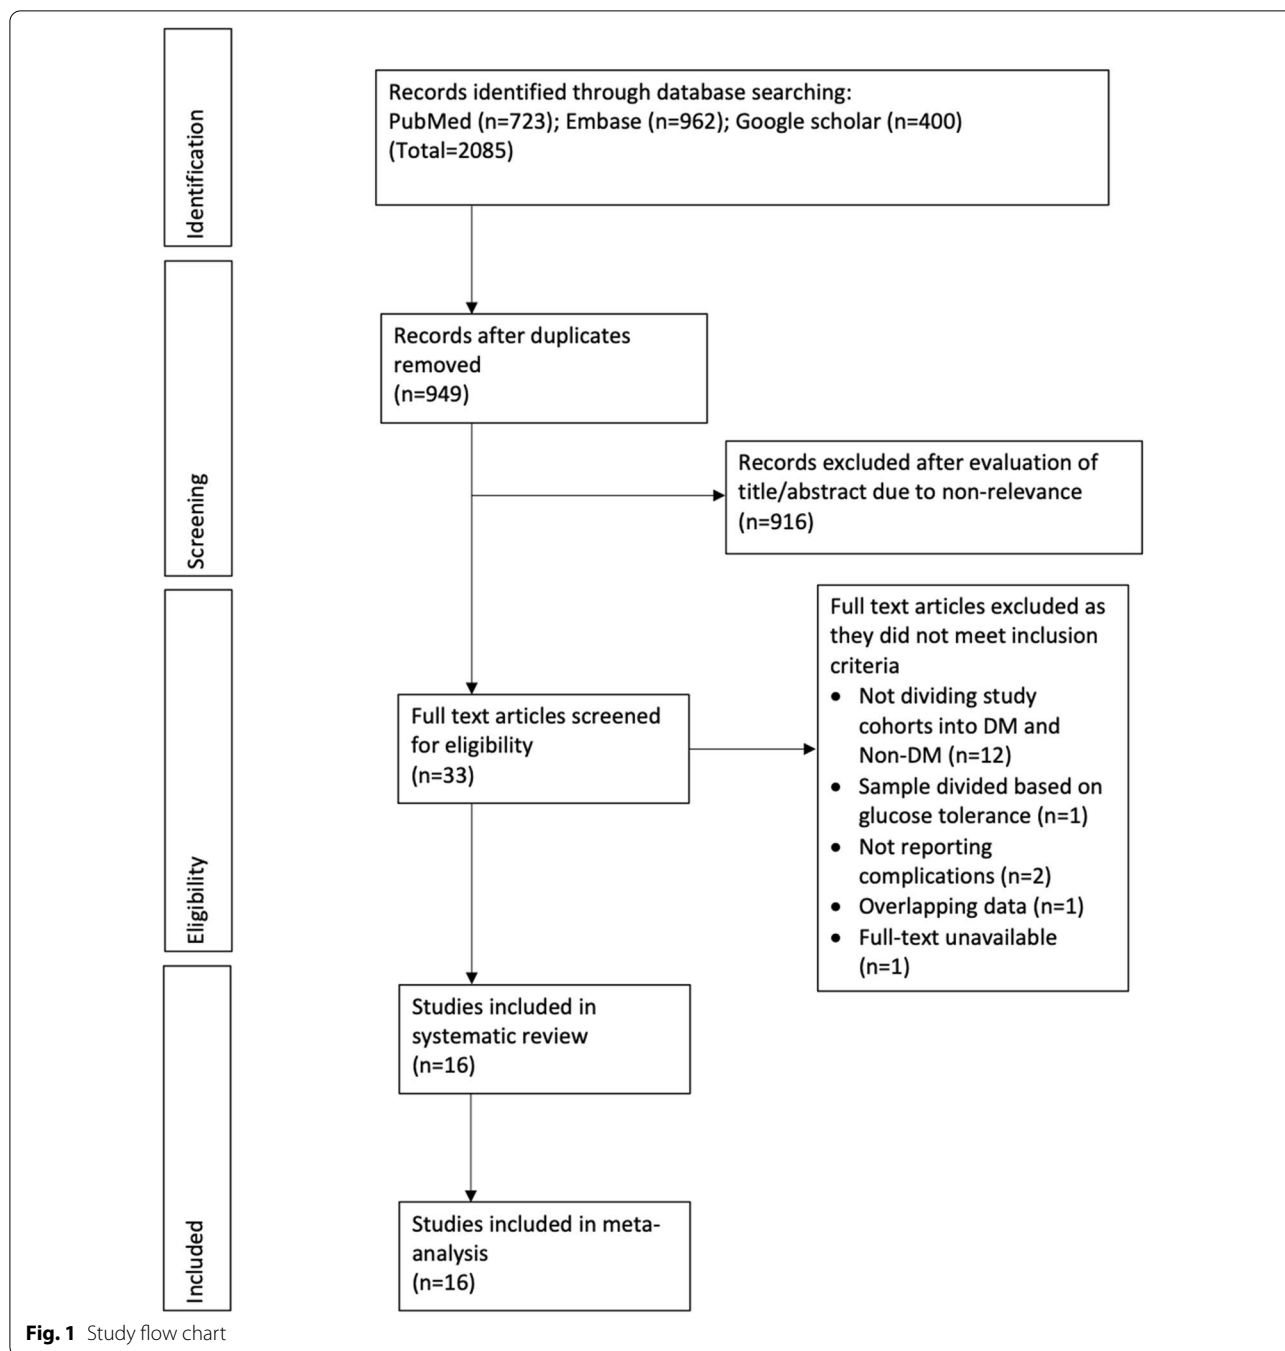 Identification
Records identified through database searching:
PubMed (n=723); Embase (n=962); Google scholar (n=400)
(Total=2085)
Screening
Records after duplicates
removed
(n=949)
Records excluded after evaluation of
title/abstract due to non-relevance
(n=916)
Eligibility
Full text articles screened
for eligibility
(n=33)
Full text articles excluded as
they did not meet inclusion
criteria
• Not dividing study
cohorts into DM and
Non-DM (n=12)
• Sample divided based on
glucose tolerance (n=1)
• Not reporting
complications (n=2)
• Overlapping data (n=1)
• Full-text unavailable
(n=1)
Included
Studies included in
systematic review
(n=16)
Studies included in meta-
analysis
(n=16)
Fig. 1 Study flow chart